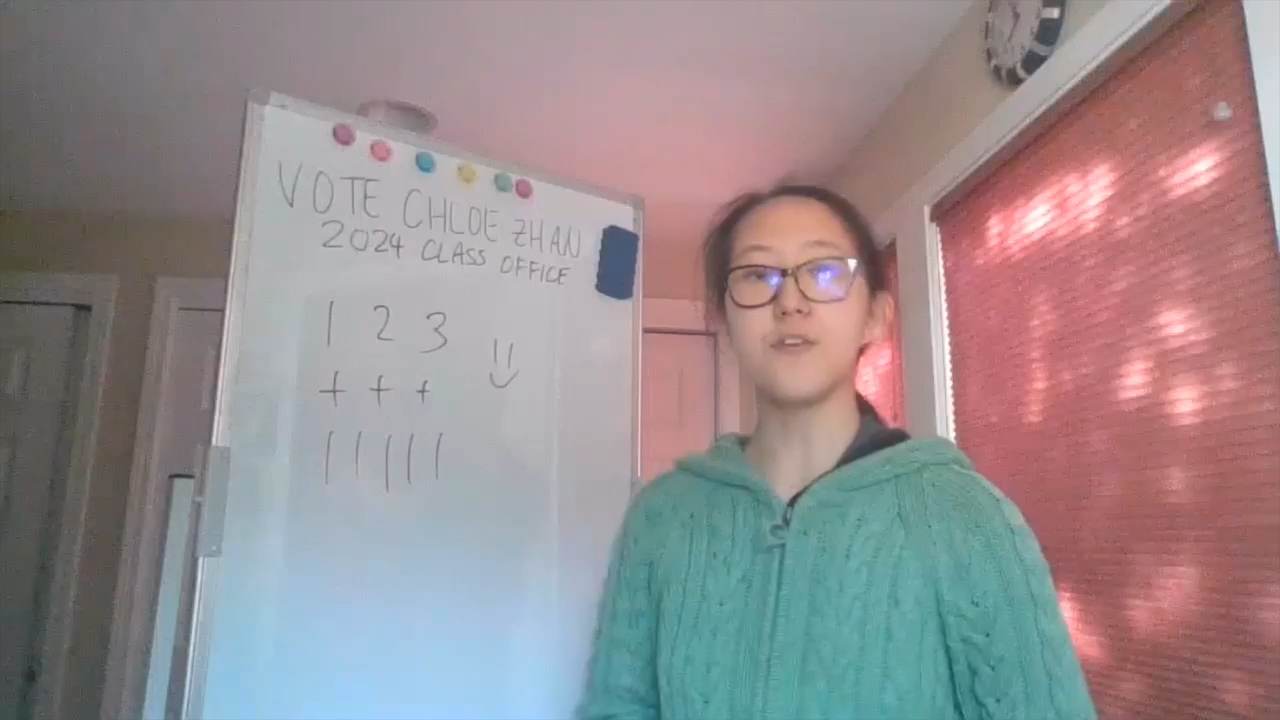 VOTE CHLOE ZHAN
2024 CLASS OFFICE
1 2 3
+ + +
| | | | |